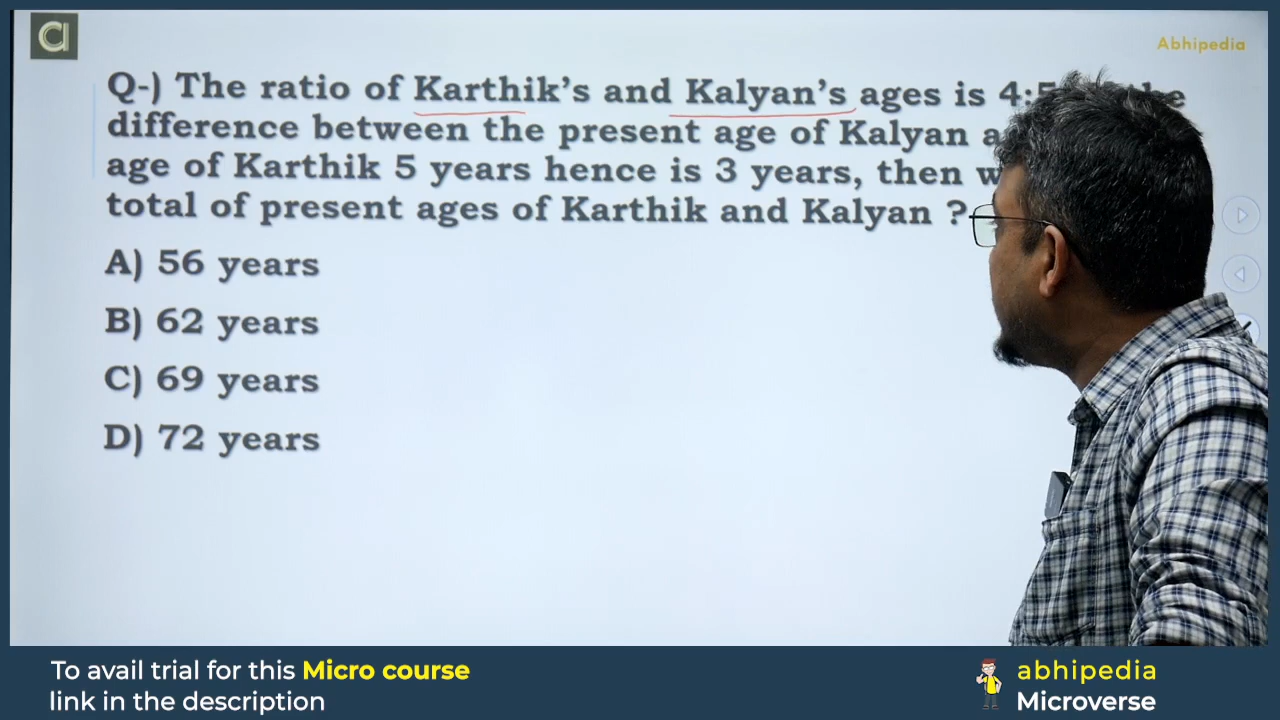 Abhipedia
Q-) The ratio of Karthik's and Kalyan's ages is 4:5
difference between the present age of Kalyan
age of Karthik 5 years hence is 3 years, then
total of present ages of Karthik and Kalyan ?
A) 56 years
B) 62 years
C) 69 years
D) 72 years
To avail trial for this Micro course
link in the description
abhipedia
Microverse